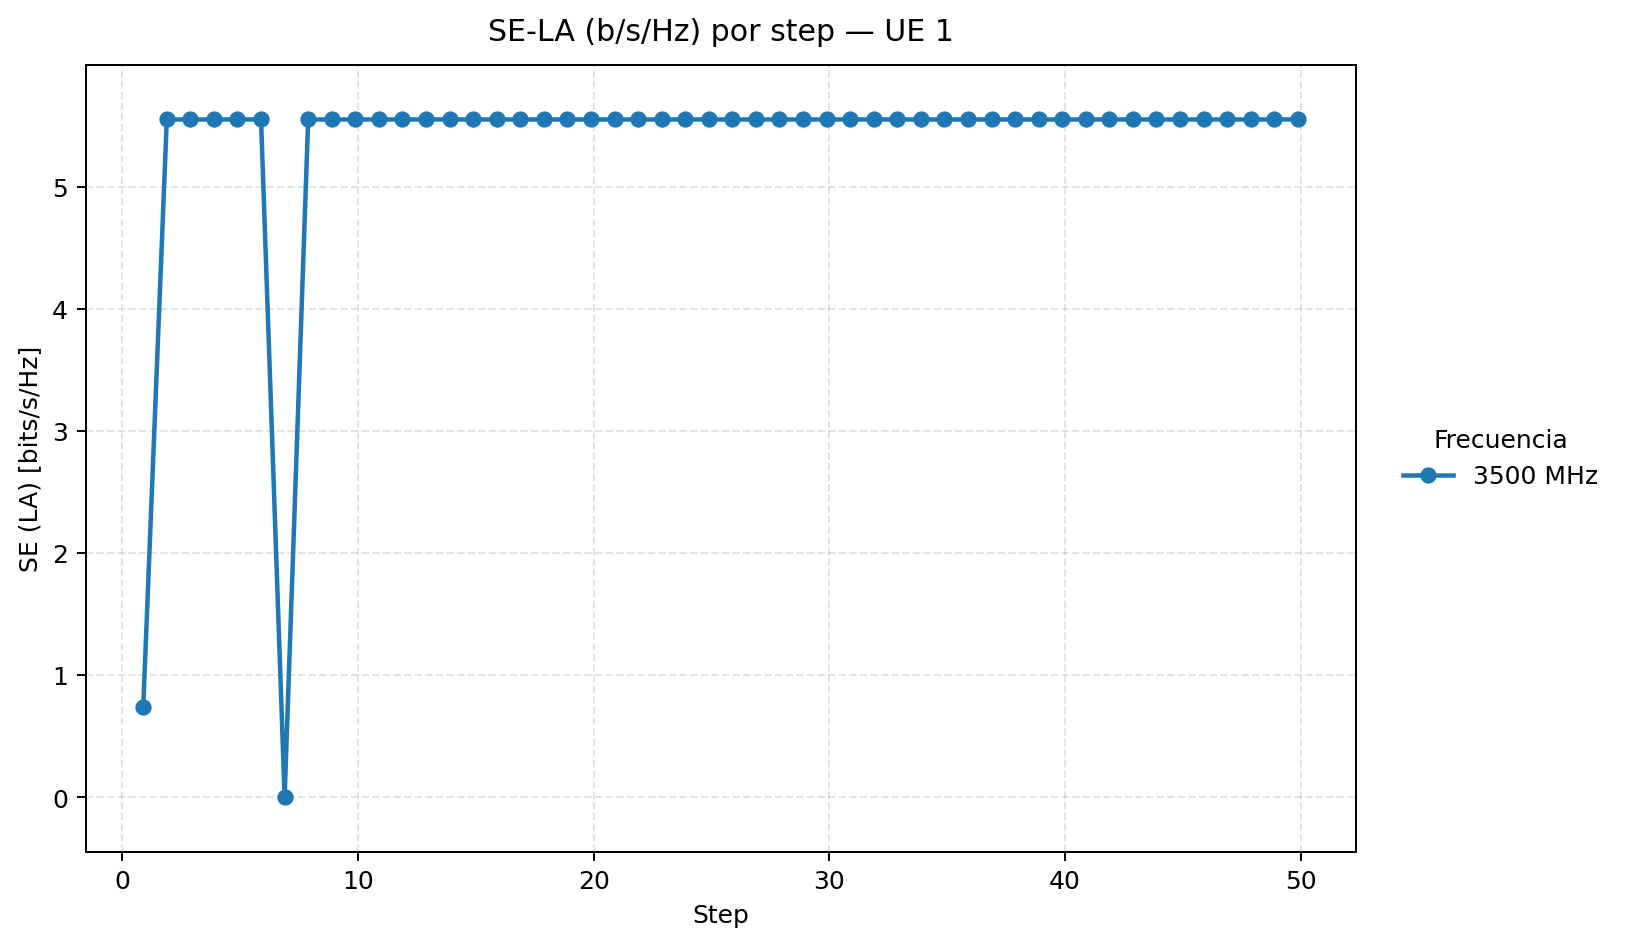 SE-LA (b/s/Hz) por step — UE 1
SE (LA) [bits/s/Hz]
5
4
3
2
1
0
0 10 20 30 40 50
Step
Frecuencia
3500 MHz